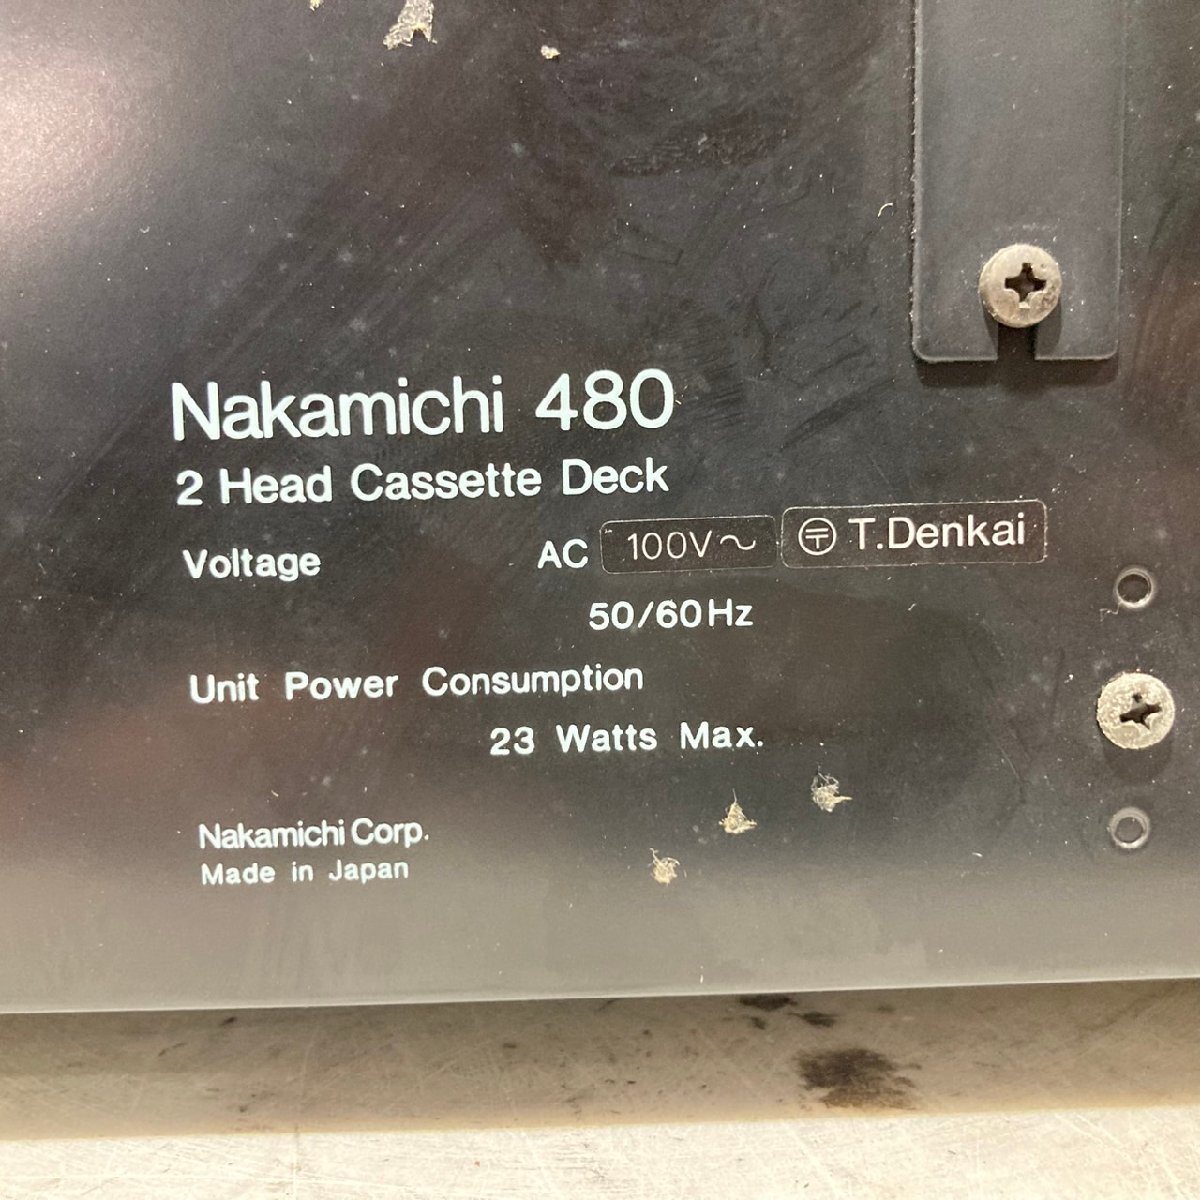 Nakamichi 480
2 Head Cassette Deck
Voltage AC 100V～ 〒 T.Denkai
50/60Hz
Unit Power Consumption
23 Watts Max.
Nakamichi Corp.
Made in Japan